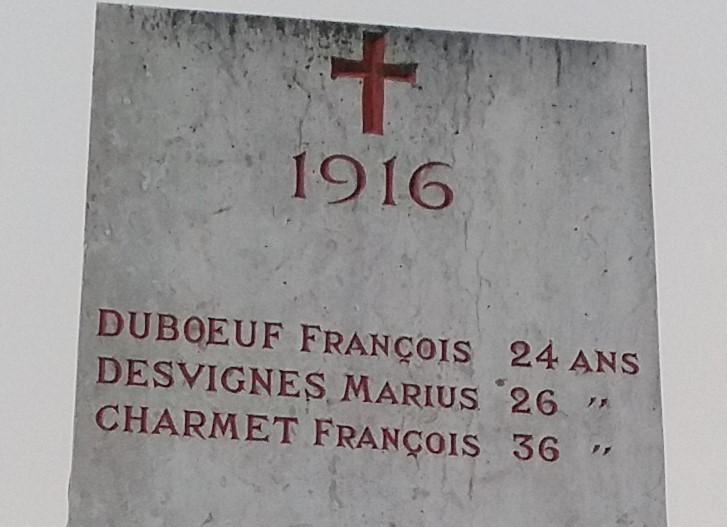 1916
DUBOEUF FRANÇOIS 24 ANS
DESVIGNES MARIUS 26 〃
CHARMET FRANÇOIS 36 〃